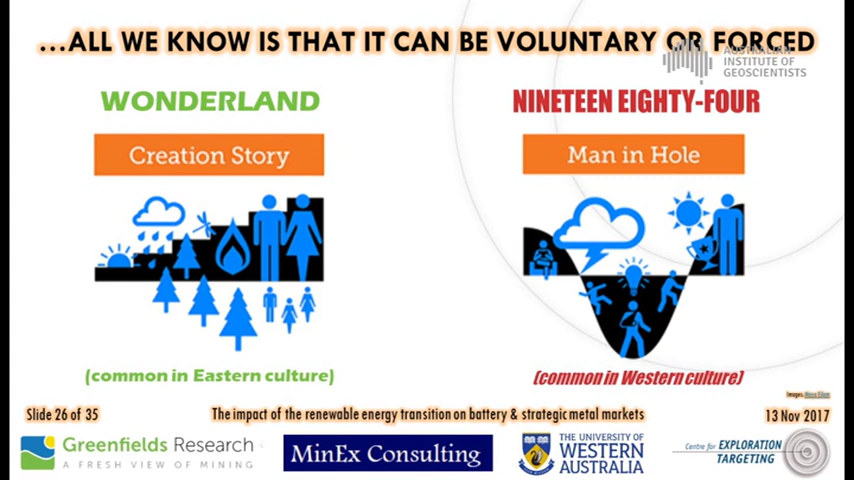 ...ALL WE KNOW IS THAT IT CAN BE VOLUNTARY OR FORCED
AUSTRALIAN
INSTITUTE OF
GEOSCIENTISTS
WONDERLAND
NINETEEN EIGHTY-FOUR
Creation Story
Man in Hole
(common in Eastern culture)
(common in Western culture)
Images:
Slide 26 of 35
The impact of the renewable energy transition on battery & strategic metal markets
13 Nov 2017
Greenfields Research
A FRESH VIEW OF MINING
MinEx Consulting
THE UNIVERSITY OF
WESTERN
AUSTRALIA
Centre for EXPLORATION
TARGETING